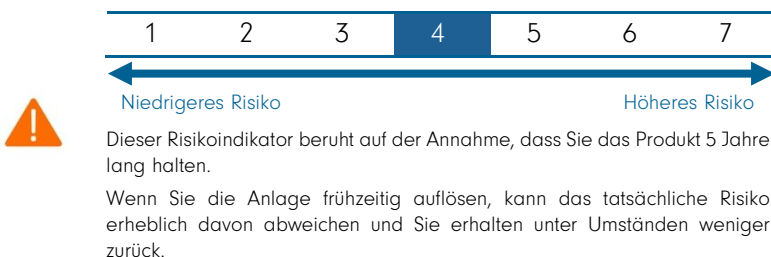 1 2 3 4 5 6 7
Niedrigeres Risiko Höheres Risiko
Dieser Risikoindikator beruht auf der Annahme, dass Sie das Produkt 5 Jahre
lang halten.
Wenn Sie die Anlage frühzeitig auflösen, kann das tatsächliche Risiko
erheblich davon abweichen und Sie erhalten unter Umständen weniger
zurück.